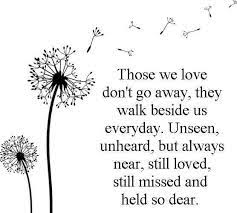 Those we love
don't go away, they
walk beside us
everyday. Unseen,
unheard, but always
near, still loved,
still missed and
held so dear.